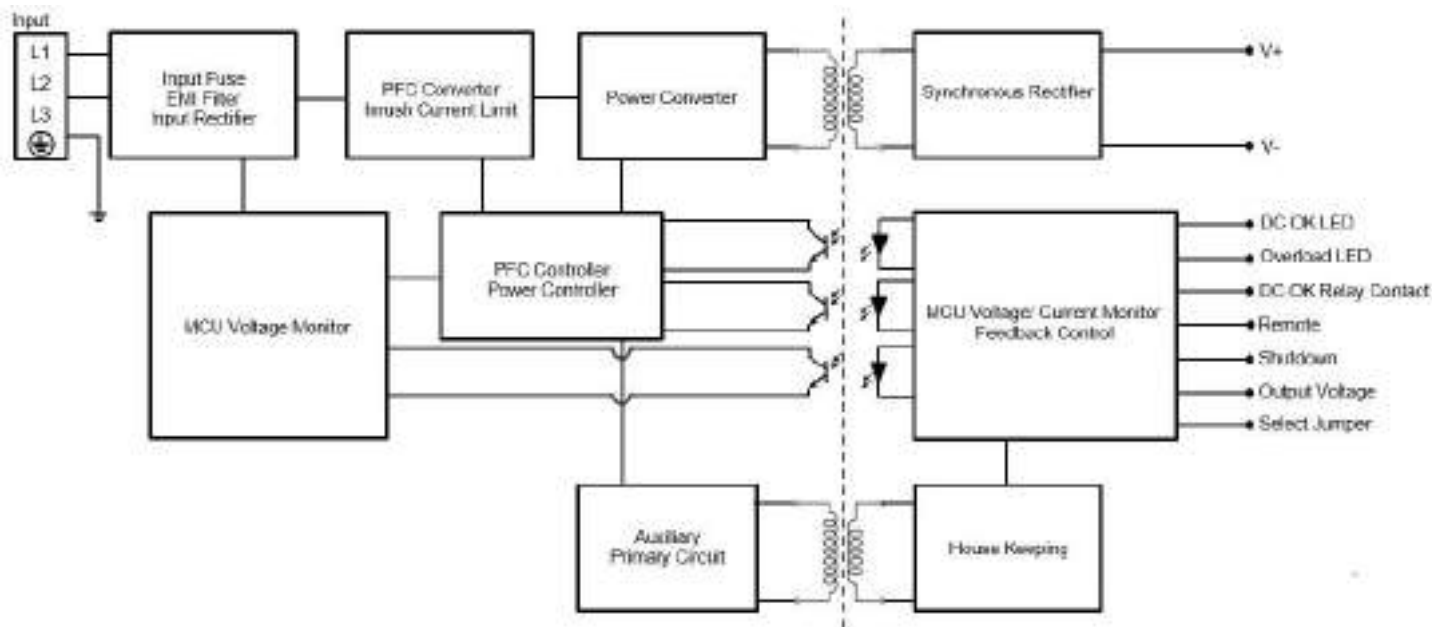 Input
L1
L2
L3
Input Fuse
EMI Filter
Input Rectifier
PFC Converter
Inrush Current Limit
Power Converter
Synchronous Rectifier
V+
V-
MCU Voltage Monitor
PFC Controller
Power Controller
MCU Voltage/ Current Monitor
Feedback Control
DC OK LED
Overload LED
DC OK Relay Contact
Remote
Shutdown
Output Voltage
Select Jumper
Auxiliary
Primary Circuit
House Keeping